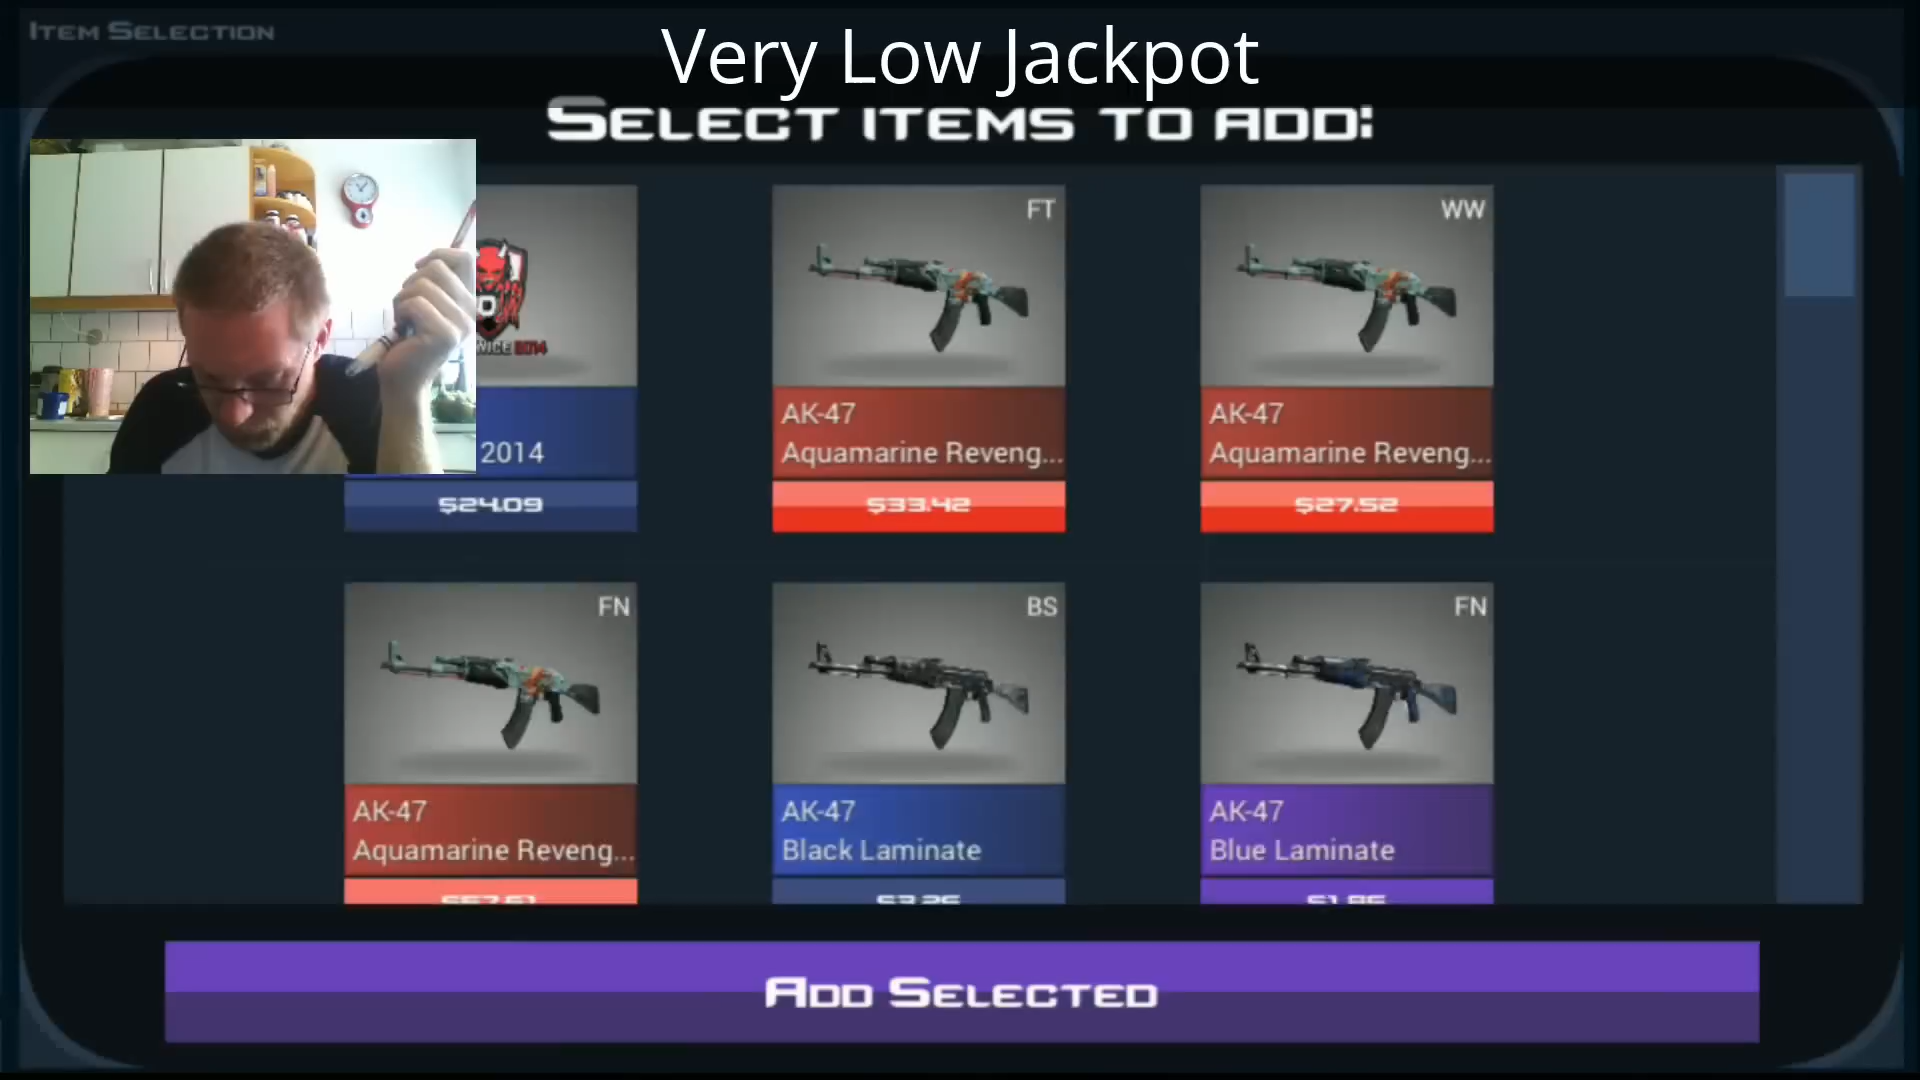 Item Selection
Very Low Jackpot
Select items to add:
FT
WW
2014
2014
AK-47
AK-47
Aquamarine Reveng...
Aquamarine Reveng...
$24.09
$33.42
$27.52
FN
BS
FN
AK-47
AK-47
AK-47
Aquamarine Reveng...
Black Laminate
Blue Laminate
Add Selected